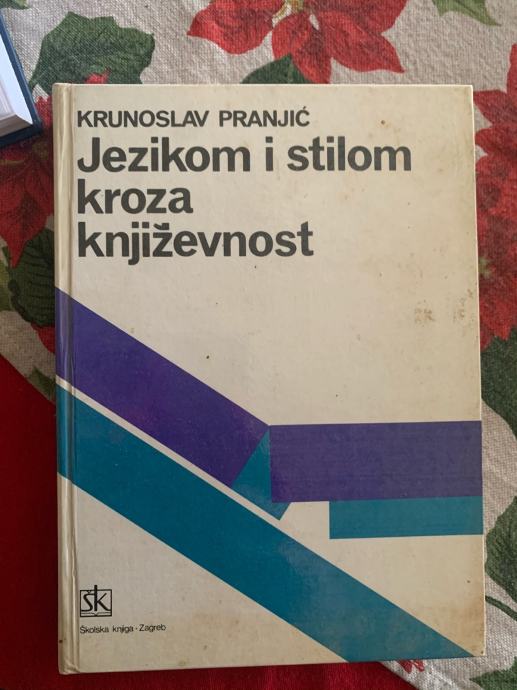 KRUNOSLAV PRANJIĆ
Jezikom i stilom
kroza
književnost
šk
Školska knjiga · Zagreb